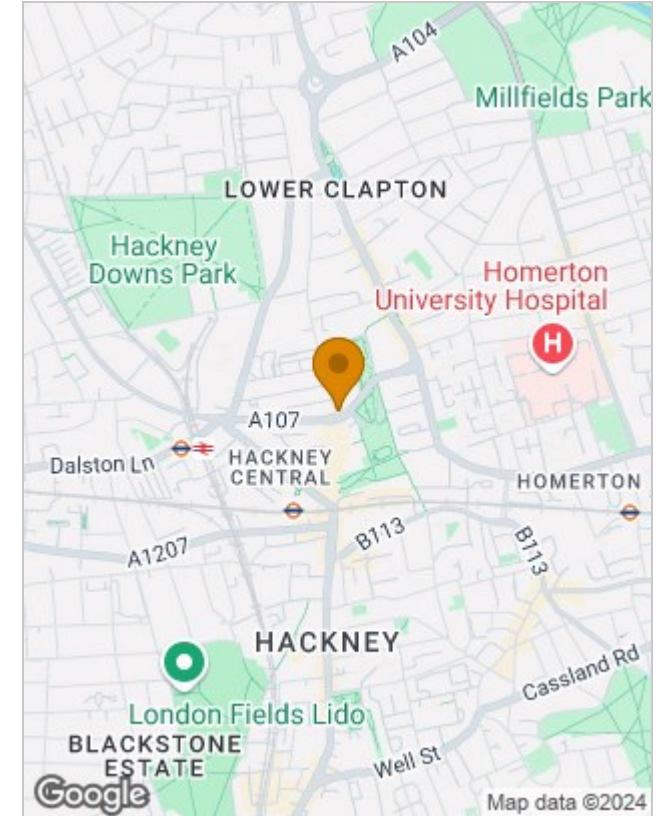 A104
Millfields Park
LOWER CLAPTON
Hackney
Downs Park
Homerton
University Hospital
H
A107
Dalston Ln
HACKNEY
CENTRAL
HOMERTON
B113
B113
A1207
HACKNEY
Cassland Rd
London Fields Lido
BLACKSTONE
ESTATE
Well St
Google
Map data ©2024